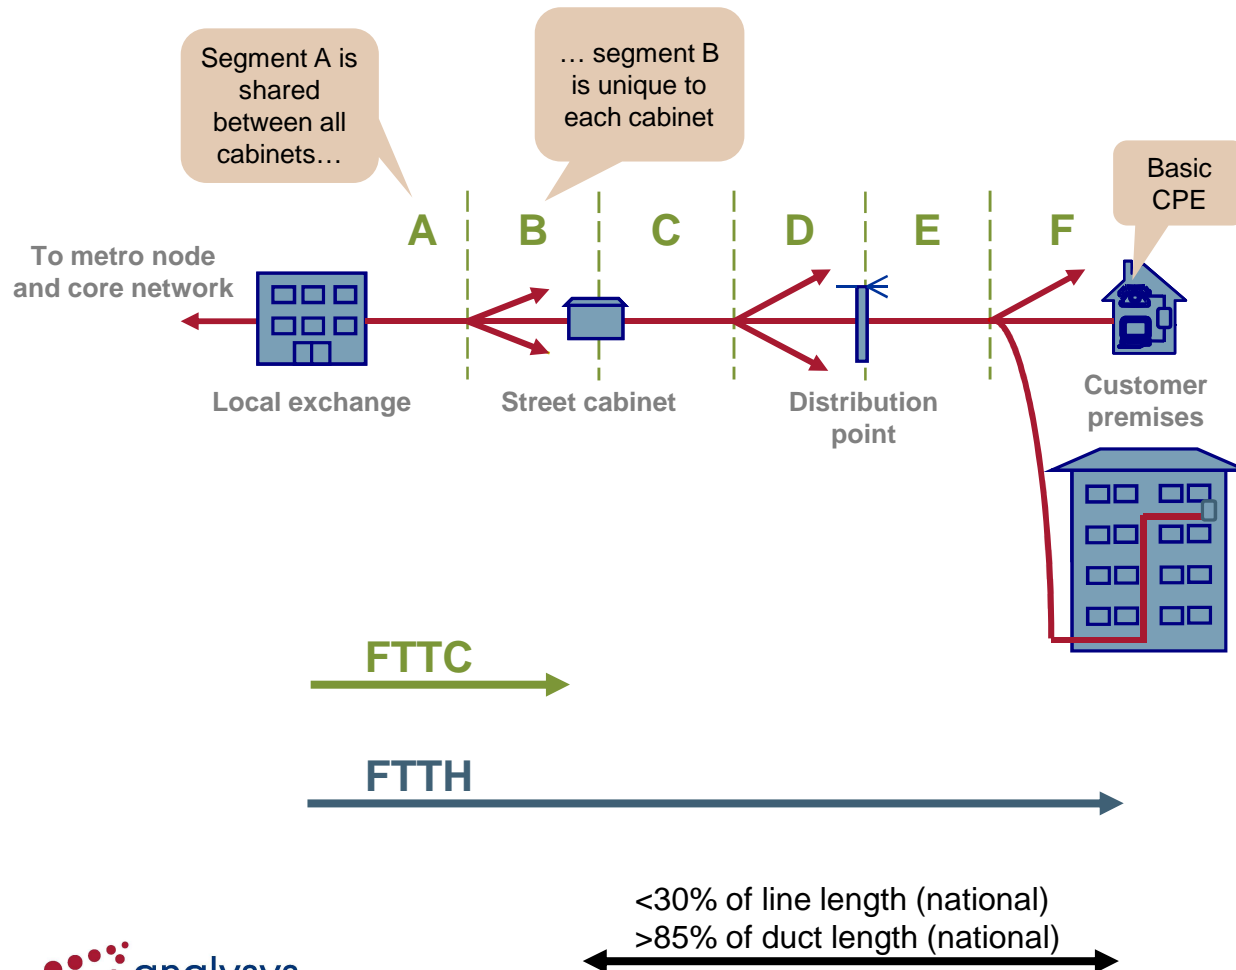 Segment A is
shared
between all
cabinets…
… segment B
is unique to
each cabinet
Basic
CPE
A
B
C
D
E
F
To metro node
and core network
Local exchange
Street cabinet
Distribution
point
Customer
premises
FTTC
FTTH
<30% of line length (national)
>85% of duct length (national)
analysys